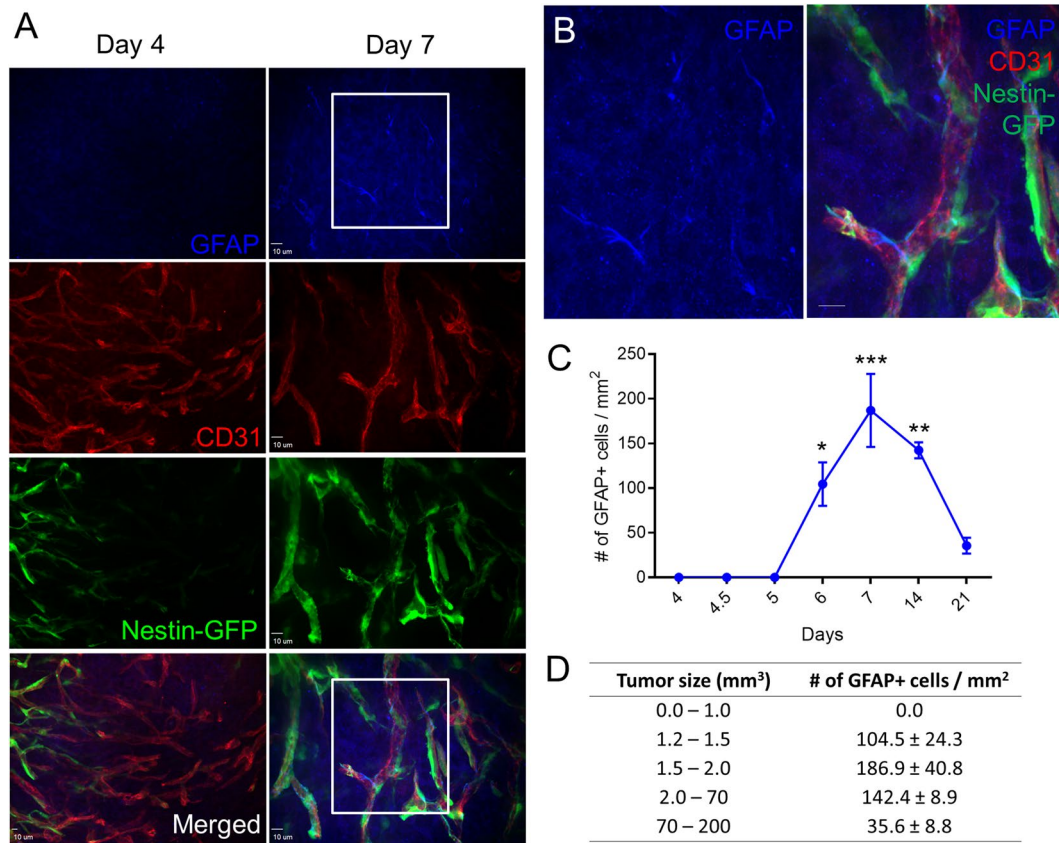 A
Day 4
Day 7
GFAP
10 um
CD31
10 um
Nestin-GFP
10 um
Merged
10 um
10 um
B
GFAP
GFAP
CD31
Nestin-
GFP
C
# of GFAP+ cells / mm²
250
200
150
100
50
0
*
***
**
4
4.5
5
6
7
14
21
Days
D
Tumor size (mm³) # of GFAP+ cells / mm²
0.0 – 1.0 0.0
1.2 – 1.5 104.5 ± 24.3
1.5 – 2.0 186.9 ± 40.8
2.0 – 70 142.4 ± 8.9
70 – 200 35.6 ± 8.8